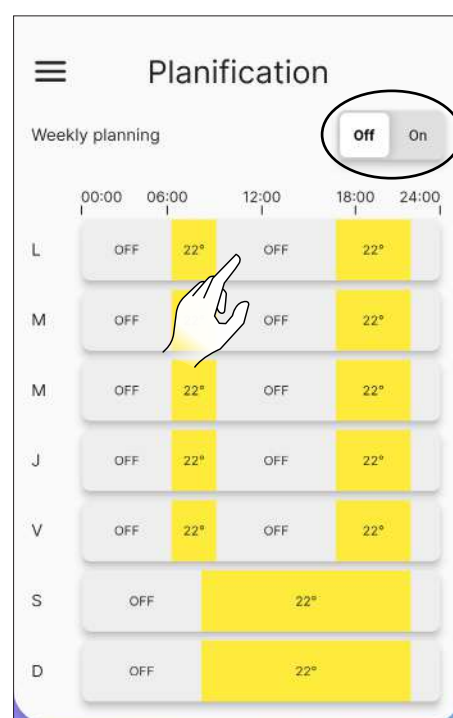 Planification
Weekly planning Off On
00:00 06:00 12:00 18:00 24:00
L OFF 22° OFF 22°
M OFF OFF 22°
M OFF 22° OFF 22°
J OFF 22° OFF 22°
V OFF 22° OFF 22°
S OFF 22°
D OFF 22°